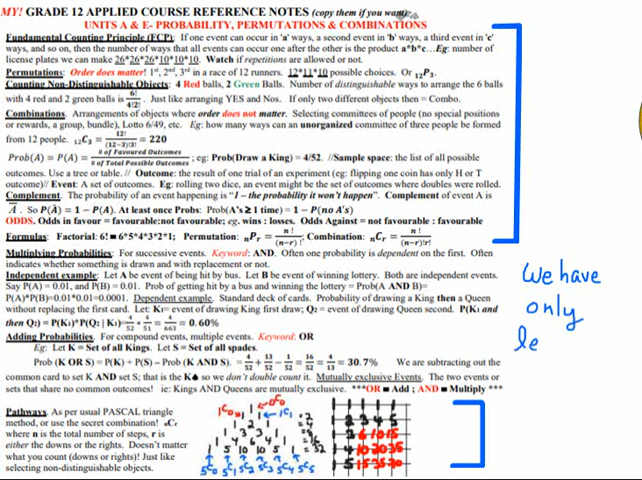 MY! GRADE 12 APPLIED COURSE REFERENCE NOTES (copy them if you want)
UNITS A & E- PROBABILITY, PERMUTATIONS & COMBINATIONS
Fundamental Counting Principle (FCP): If one event can occur in 'a' ways, a second event in 'b' ways, a third event in 'c'
ways, and so on, then the number of ways that all events can occur one after the other is the product a*b*c…Eg: number of
license plates we can make 26*26*26*10*10*10. Watch if repetitions are allowed or not.
Permutations: Order does matter! 1st, 2nd, 3rd in a race of 12 runners. 12*11*10 possible choices. Or 12P3.
Counting Non-Distinguishable Objects: 4 Red balls, 2 Green Balls. Number of distinguishable ways to arrange the 6 balls
with 4 red and 2 green balls is 6!/4!2!. Just like arranging YES and Nos. If only two different objects then = Combo.
Combinations. Arrangements of objects where order does not matter. Selecting committees of people (no special positions
or rewards, a group, bundle), Lotto 6/49, etc. Eg: how many ways can an unorganized committee of three people be formed
from 12 people. 12C3 = 12!/(12−3)!3! = 220
Prob(A) = P(A) = # of Favoured Outcomes/# of Total Possible Outcomes ; eg: Prob(Draw a King) = 4/52. //Sample space: the list of all possible
outcomes. Use a tree or table. // Outcome: the result of one trial of an experiment (eg: flipping one coin has only H or T
outcome)// Event: A set of outcomes. Eg: rolling two dice, an event might be the set of outcomes where doubles were rolled.
Complement. The probability of an event happening is "1 – the probability it won't happen". Complement of event A is
A̅. So P(A̅) = 1 − P(A). At least once Probs: Prob(A's ≥ 1 time) = 1 − P(no A's)
ODDS. Odds in favour = favourable:not favourable; eg. wins : loses. Odds Against = not favourable : favourable
Formulas: Factorial: 6! = 6*5*4*3*2*1; Permutation: nPr = n!/(n−r)!; Combination: nCr = n!/(n−r)!r!
Multiplying Probabilities: For successive events. Keyword: AND. Often one probability is dependent on the first. Often
indicates whether something is drawn with and replacement or not.
Independent example: Let A be event of being hit by bus. Let B be event of winning lottery. Both are independent events.
Say P(A) = 0.01, and P(B) = 0.01. Prob of getting hit by a bus and winning the lottery = Prob(A AND B)=
P(A)*P(B)=0.01*0.01=0.0001. Dependent example. Standard deck of cards. Probability of drawing a King then a Queen
without replacing the first card. Let: K1= event of drawing King first draw; Q2 = event of drawing Queen second. P(K1 and
then Q2) = P(K1)*P(Q2 | K1)= 4/52 * 4/51 = 4/663 = 0.60%
Adding Probabilities. For compound events, multiple events. Keyword: OR
Eg: Let K = Set of all Kings. Let S = Set of all spades.
Prob (K OR S) = P(K) + P(S) – Prob (K AND S). = 4/52 + 13/52 − 1/52 = 16/52 = 4/13 = 30.7% We are subtracting out the
common card to set K AND set S; that is the K♠ so we don't double count it. Mutually Exclusive Events. The two events or
sets that share no common outcomes! ie: Kings AND Queens are mutually exclusive. ***OR = Add ; AND = Multiply ***
Pathways. As per usual PASCAL triangle
method, or use the secret combination! nCr
where n is the total number of steps, r is
either the downs or the rights. Doesn't matter
what you count (downs or rights)! Just like
selecting non-distinguishable objects.
We have
only
le